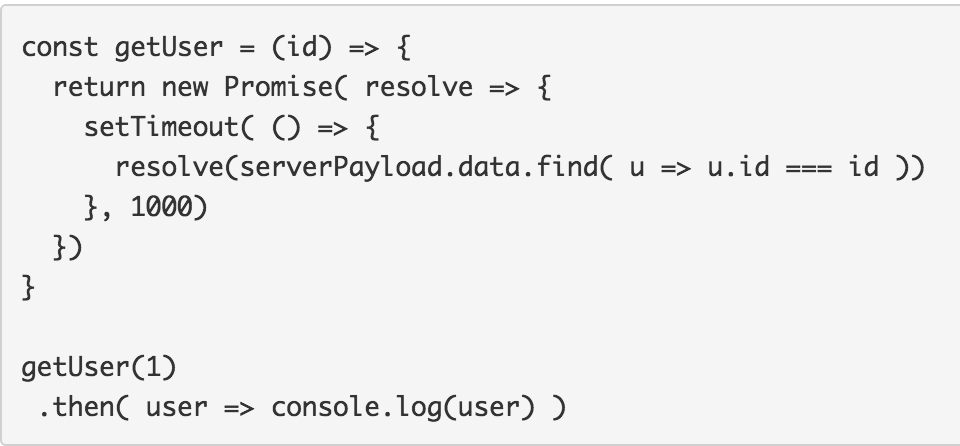 const getUser = (id) => {
  return new Promise( resolve => {
    setTimeout( () => {
      resolve(serverPayload.data.find( u => u.id === id ))
    }, 1000)
  })
}

getUser(1)
 .then( user => console.log(user) )